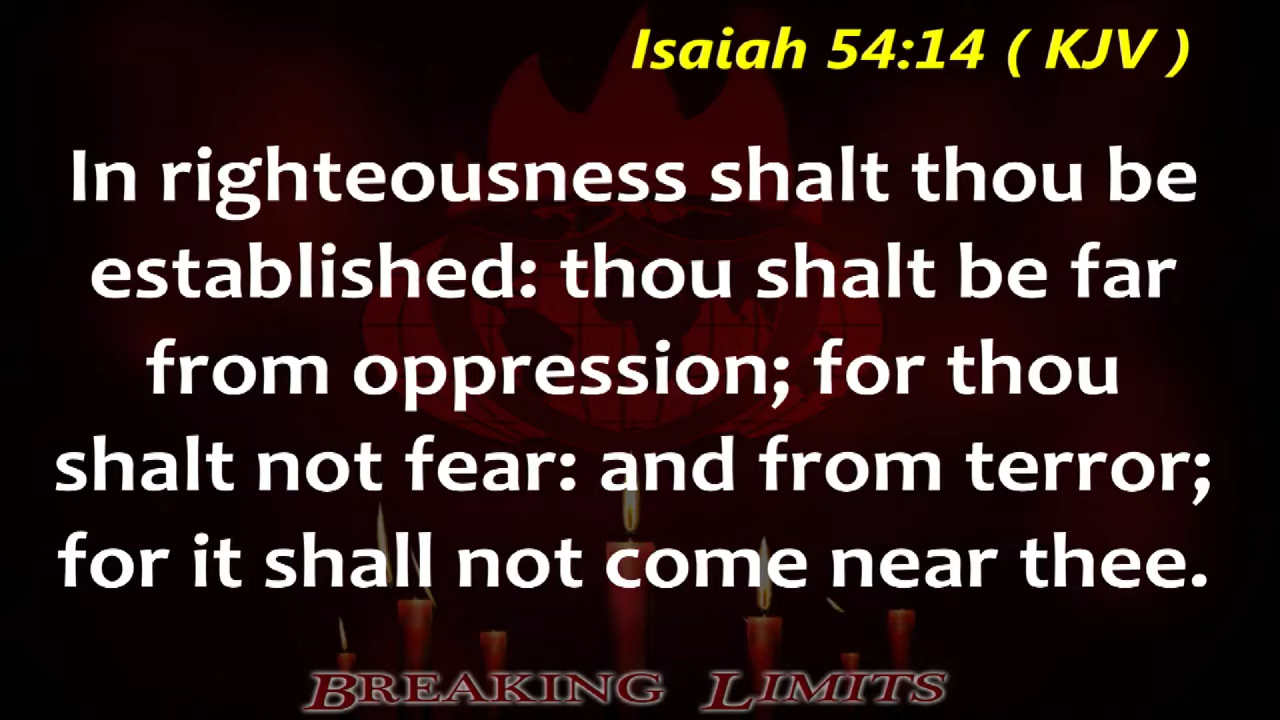 Isaiah 54:14 ( KJV )
In righteousness shalt thou be
established: thou shalt be far
from oppression; for thou
shalt not fear: and from terror;
for it shall not come near thee.
BREAKING LIMITS